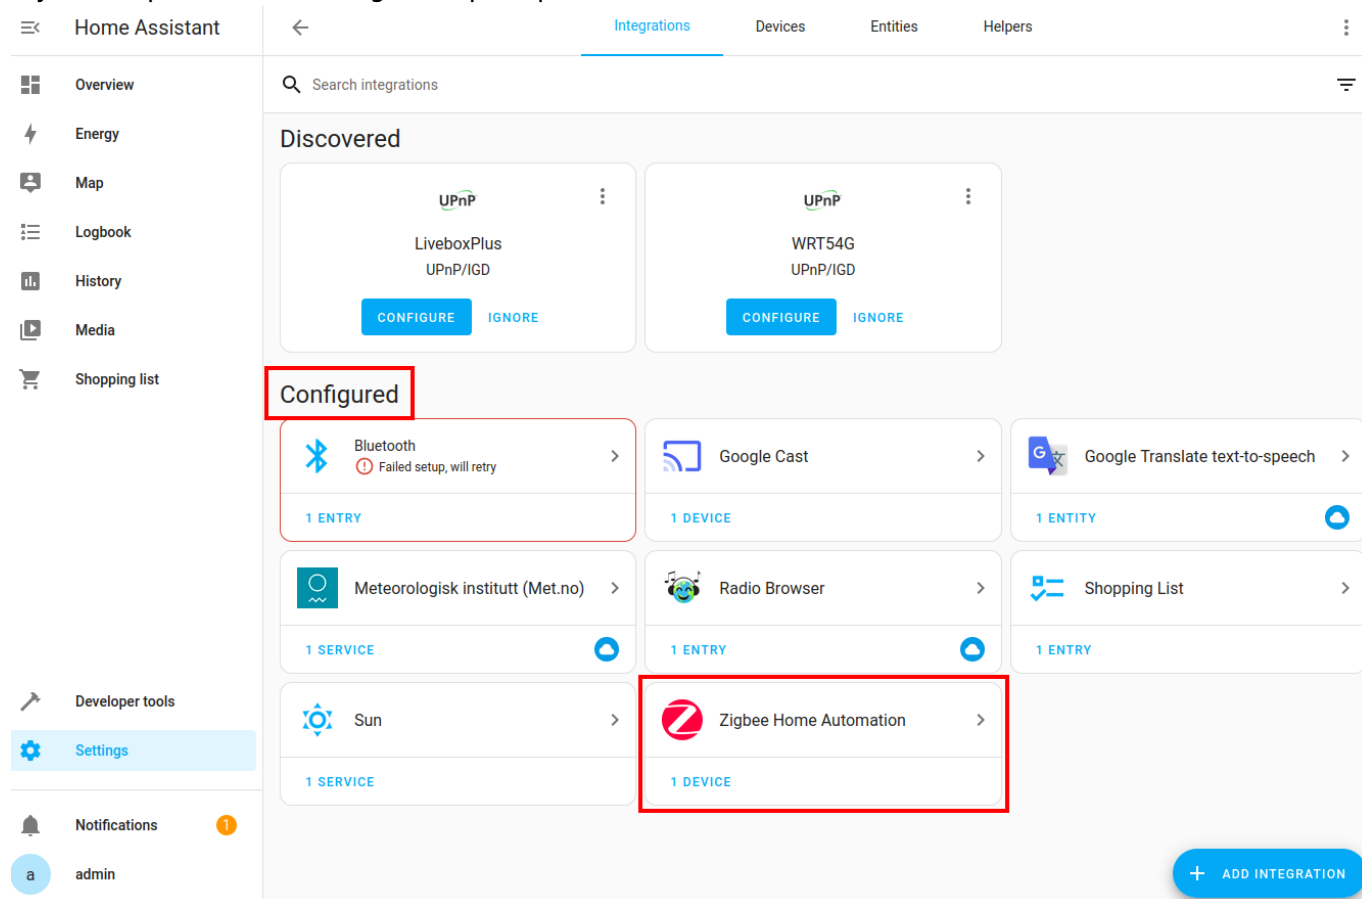 Home Assistant
Integrations
Devices
Entities
Helpers
Overview
Energy
Map
Logbook
History
Media
Shopping list
Developer tools
Settings
Notifications
1
a
admin
Search integrations
Discovered
UPnP
LiveboxPlus
UPnP/IGD
CONFIGURE
IGNORE
UPnP
WRT54G
UPnP/IGD
CONFIGURE
IGNORE
Configured
Bluetooth
Failed setup, will retry
1 ENTRY
Google Cast
1 DEVICE
G
文
Google Translate text-to-speech
1 ENTITY
Meteorologisk institutt (Met.no)
1 SERVICE
Radio Browser
1 ENTRY
Shopping List
1 ENTRY
Sun
1 SERVICE
Zigbee Home Automation
1 DEVICE
ADD INTEGRATION